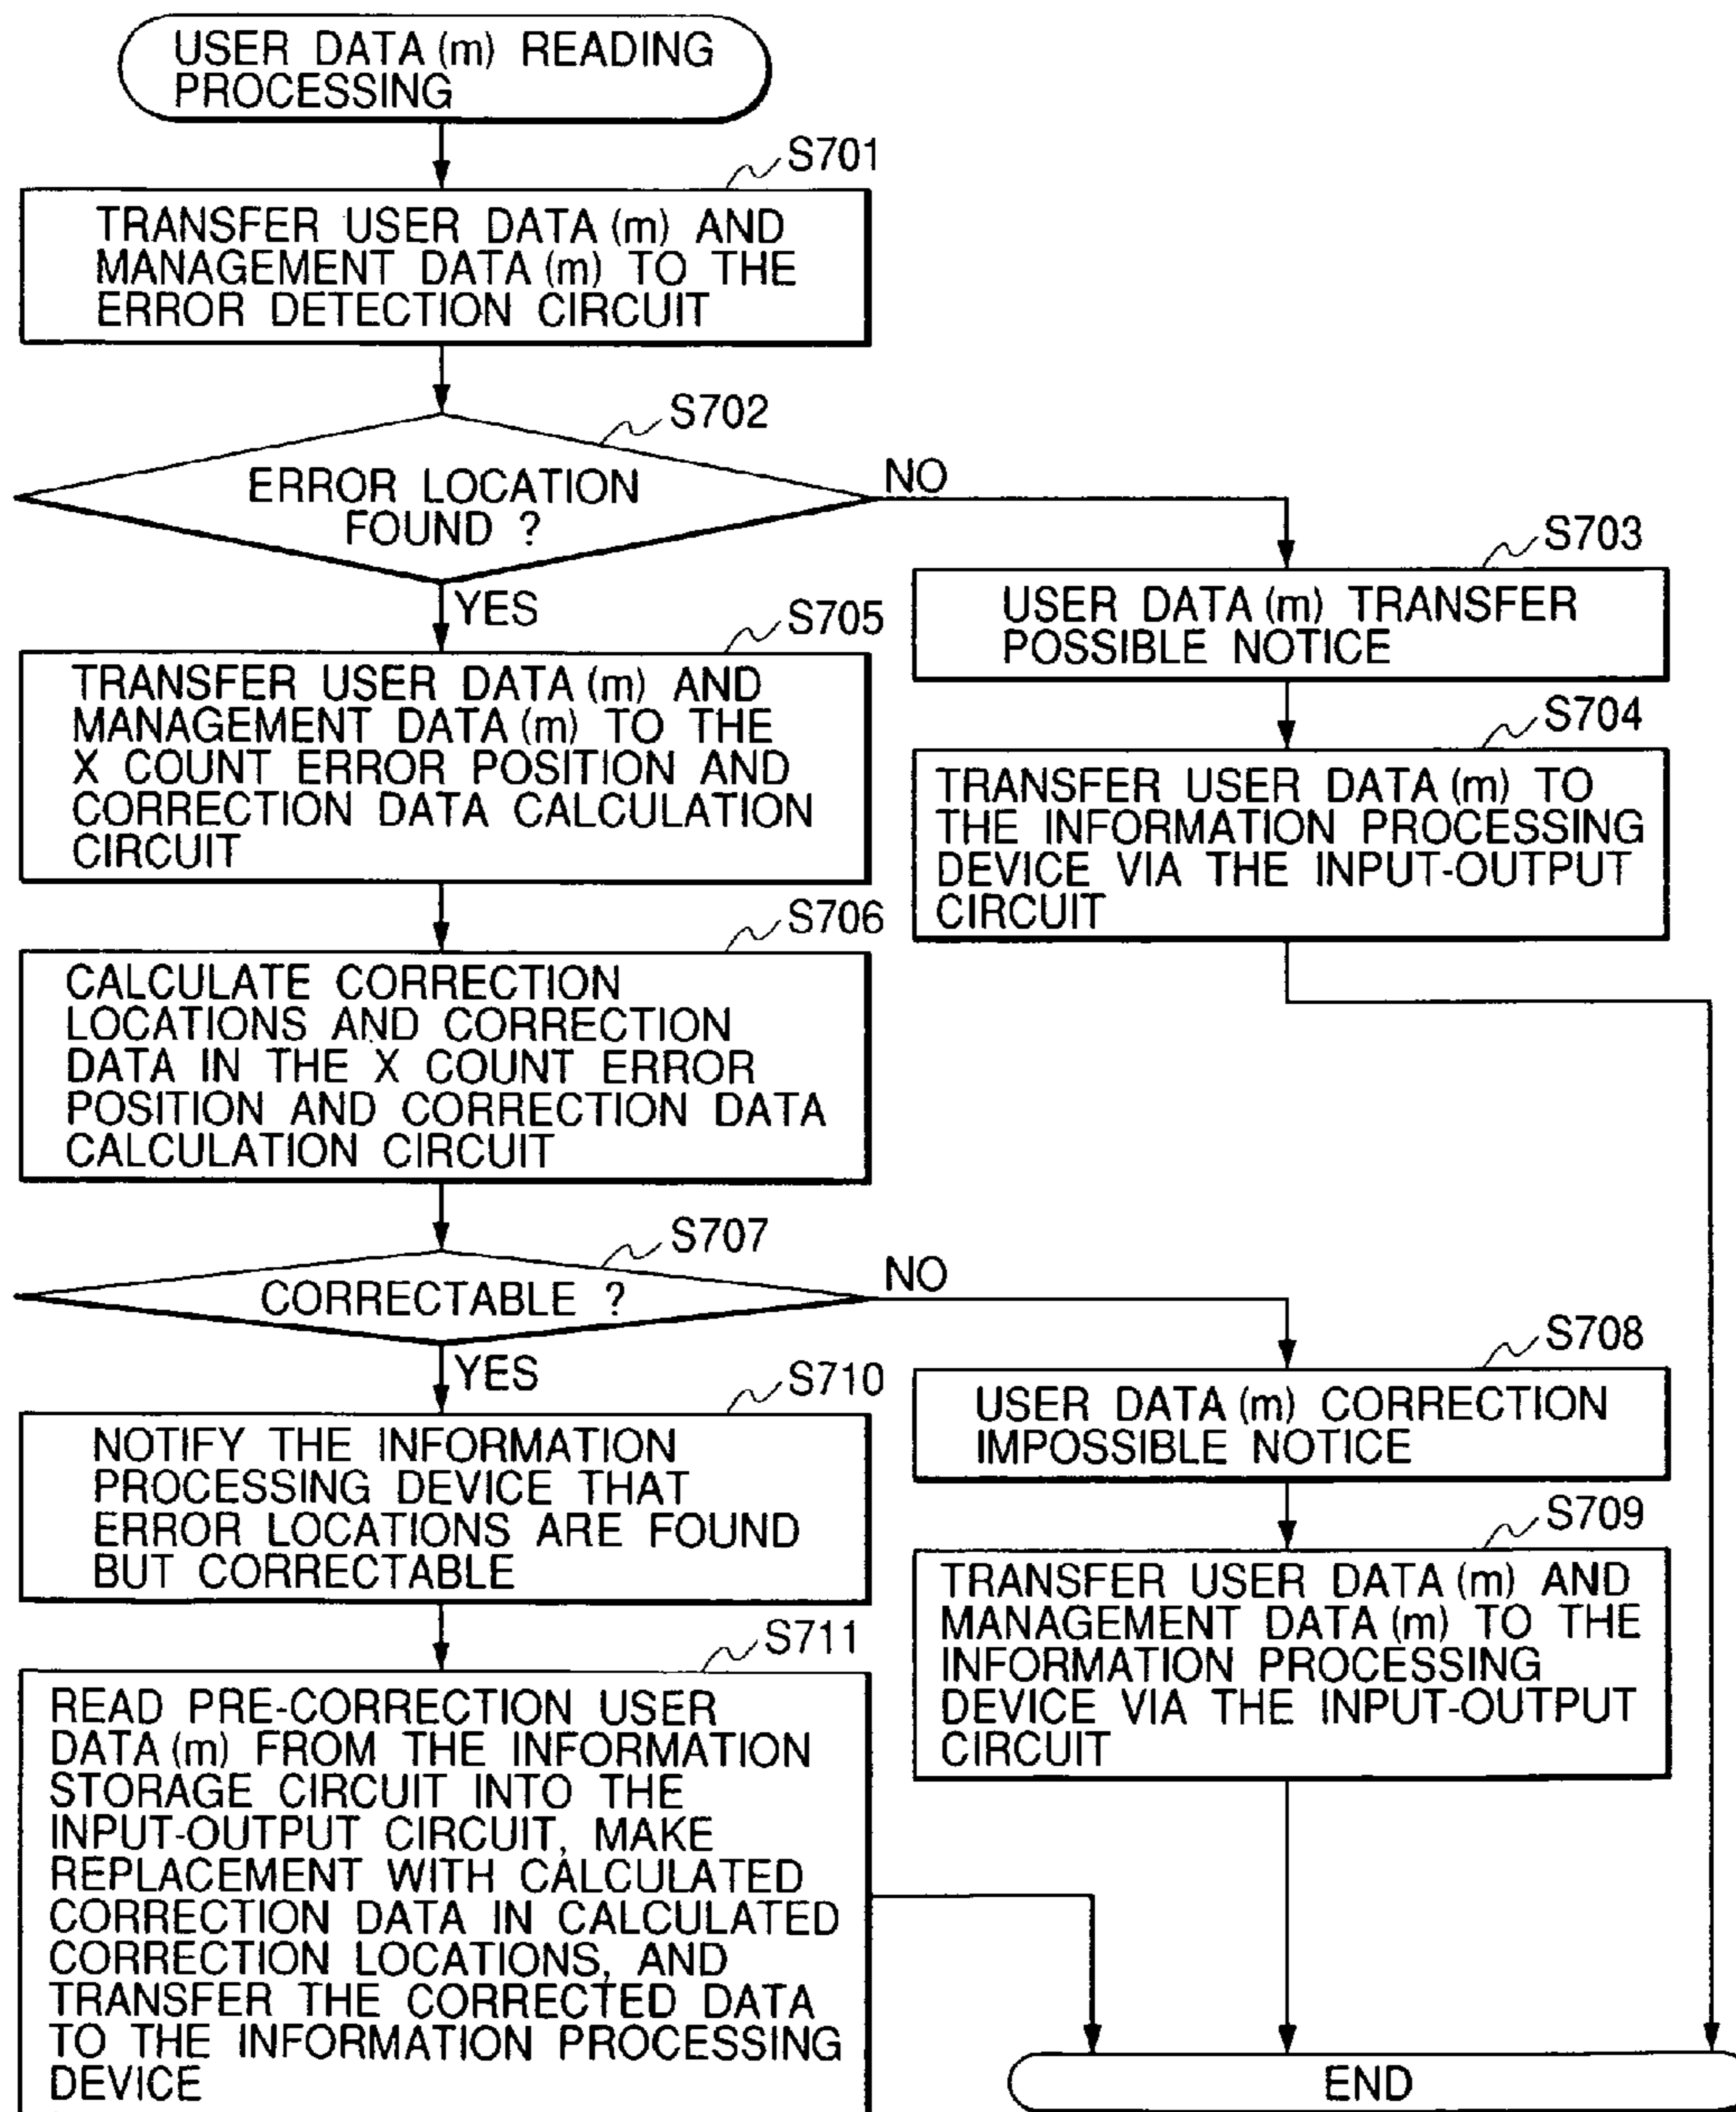 USER DATA (m) READING
PROCESSING
S701
TRANSFER USER DATA (m) AND
MANAGEMENT DATA (m) TO THE
ERROR DETECTION CIRCUIT
S702
ERROR LOCATION
FOUND ?
NO
YES
S703
USER DATA (m) TRANSFER
POSSIBLE NOTICE
S704
TRANSFER USER DATA (m) TO
THE INFORMATION PROCESSING
DEVICE VIA THE INPUT-OUTPUT
CIRCUIT
S705
TRANSFER USER DATA (m) AND
MANAGEMENT DATA (m) TO THE
X COUNT ERROR POSITION AND
CORRECTION DATA CALCULATION
CIRCUIT
S706
CALCULATE CORRECTION
LOCATIONS AND CORRECTION
DATA IN THE X COUNT ERROR
POSITION AND CORRECTION DATA
CALCULATION CIRCUIT
S707
CORRECTABLE ?
NO
YES
S708
USER DATA (m) CORRECTION
IMPOSSIBLE NOTICE
S709
TRANSFER USER DATA (m) AND
MANAGEMENT DATA (m) TO THE
INFORMATION PROCESSING
DEVICE VIA THE INPUT-OUTPUT
CIRCUIT
S710
NOTIFY THE INFORMATION
PROCESSING DEVICE THAT
ERROR LOCATIONS ARE FOUND
BUT CORRECTABLE
S711
READ PRE-CORRECTION USER
DATA (m) FROM THE INFORMATION
STORAGE CIRCUIT INTO THE
INPUT-OUTPUT CIRCUIT, MAKE
REPLACEMENT WITH CALCULATED
CORRECTION DATA IN CALCULATED
CORRECTION LOCATIONS, AND
TRANSFER THE CORRECTED DATA
TO THE INFORMATION PROCESSING
DEVICE
END